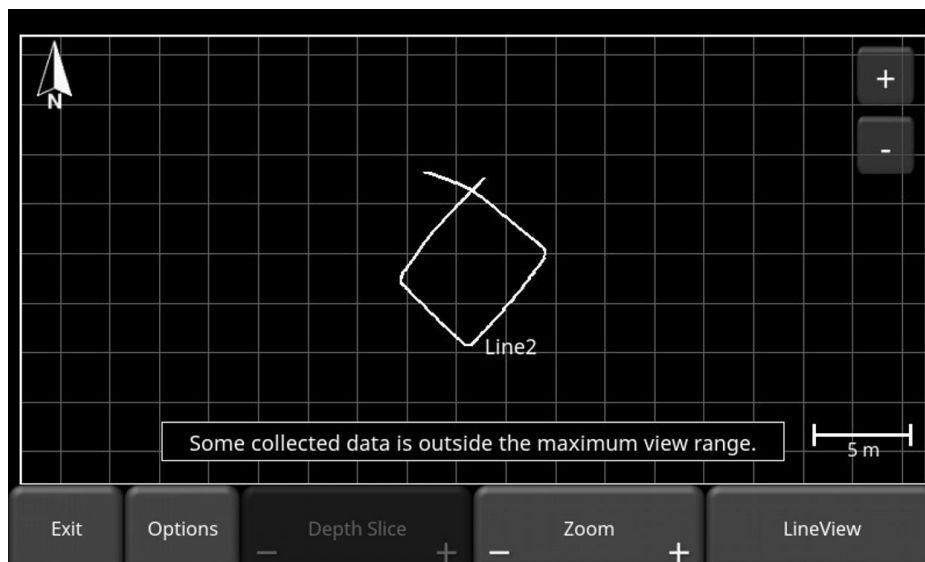 N
+
-
Line2
Some collected data is outside the maximum view range.
5 m
Exit
Options
Depth Slice
− +
Zoom
− +
LineView